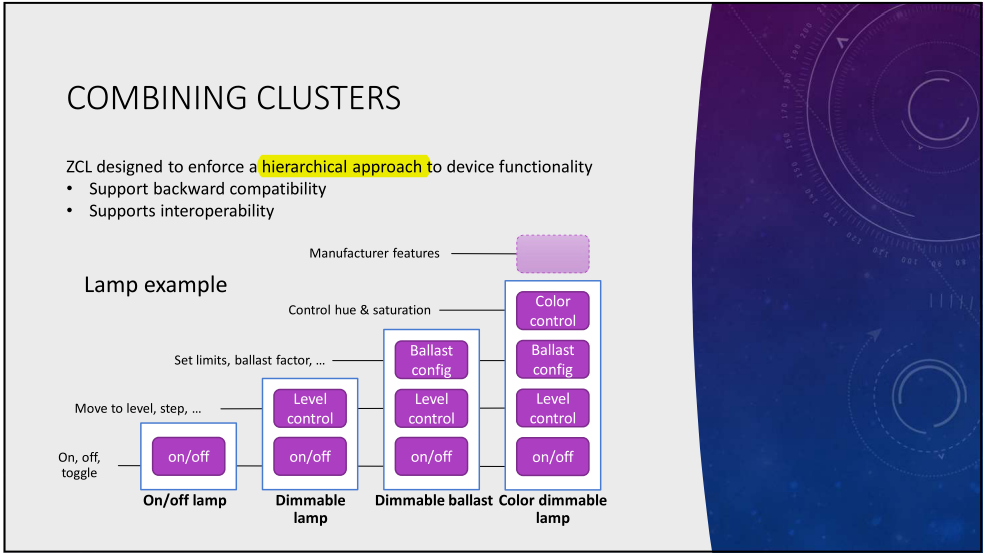 COMBINING CLUSTERS
ZCL designed to enforce a hierarchical approach to device functionality
• Support backward compatibility
• Supports interoperability
Manufacturer features
Lamp example
Control hue & saturation
Color
control
Set limits, ballast factor, ...
Ballast
config
Ballast
config
Move to level, step, ...
Level
control
Level
control
Level
control
On, off,
toggle
on/off
on/off
on/off
on/off
On/off lamp
Dimmable
lamp
Dimmable ballast
Color dimmable
lamp